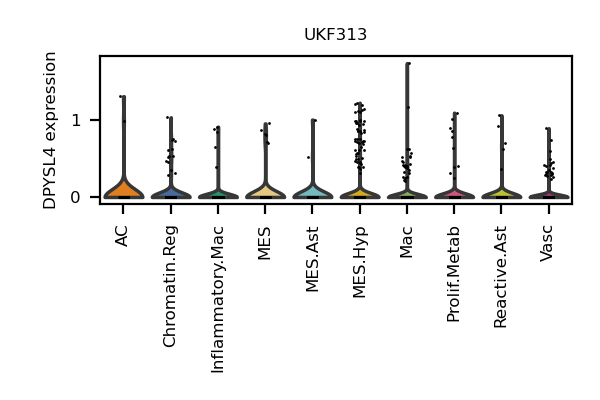 UKF313
DPYSL4 expression
1
0
AC
Chromatin.Reg
Inflammatory.Mac
MES
MES.Ast
MES.Hyp
Mac
Prolif.Metab
Reactive.Ast
Vasc